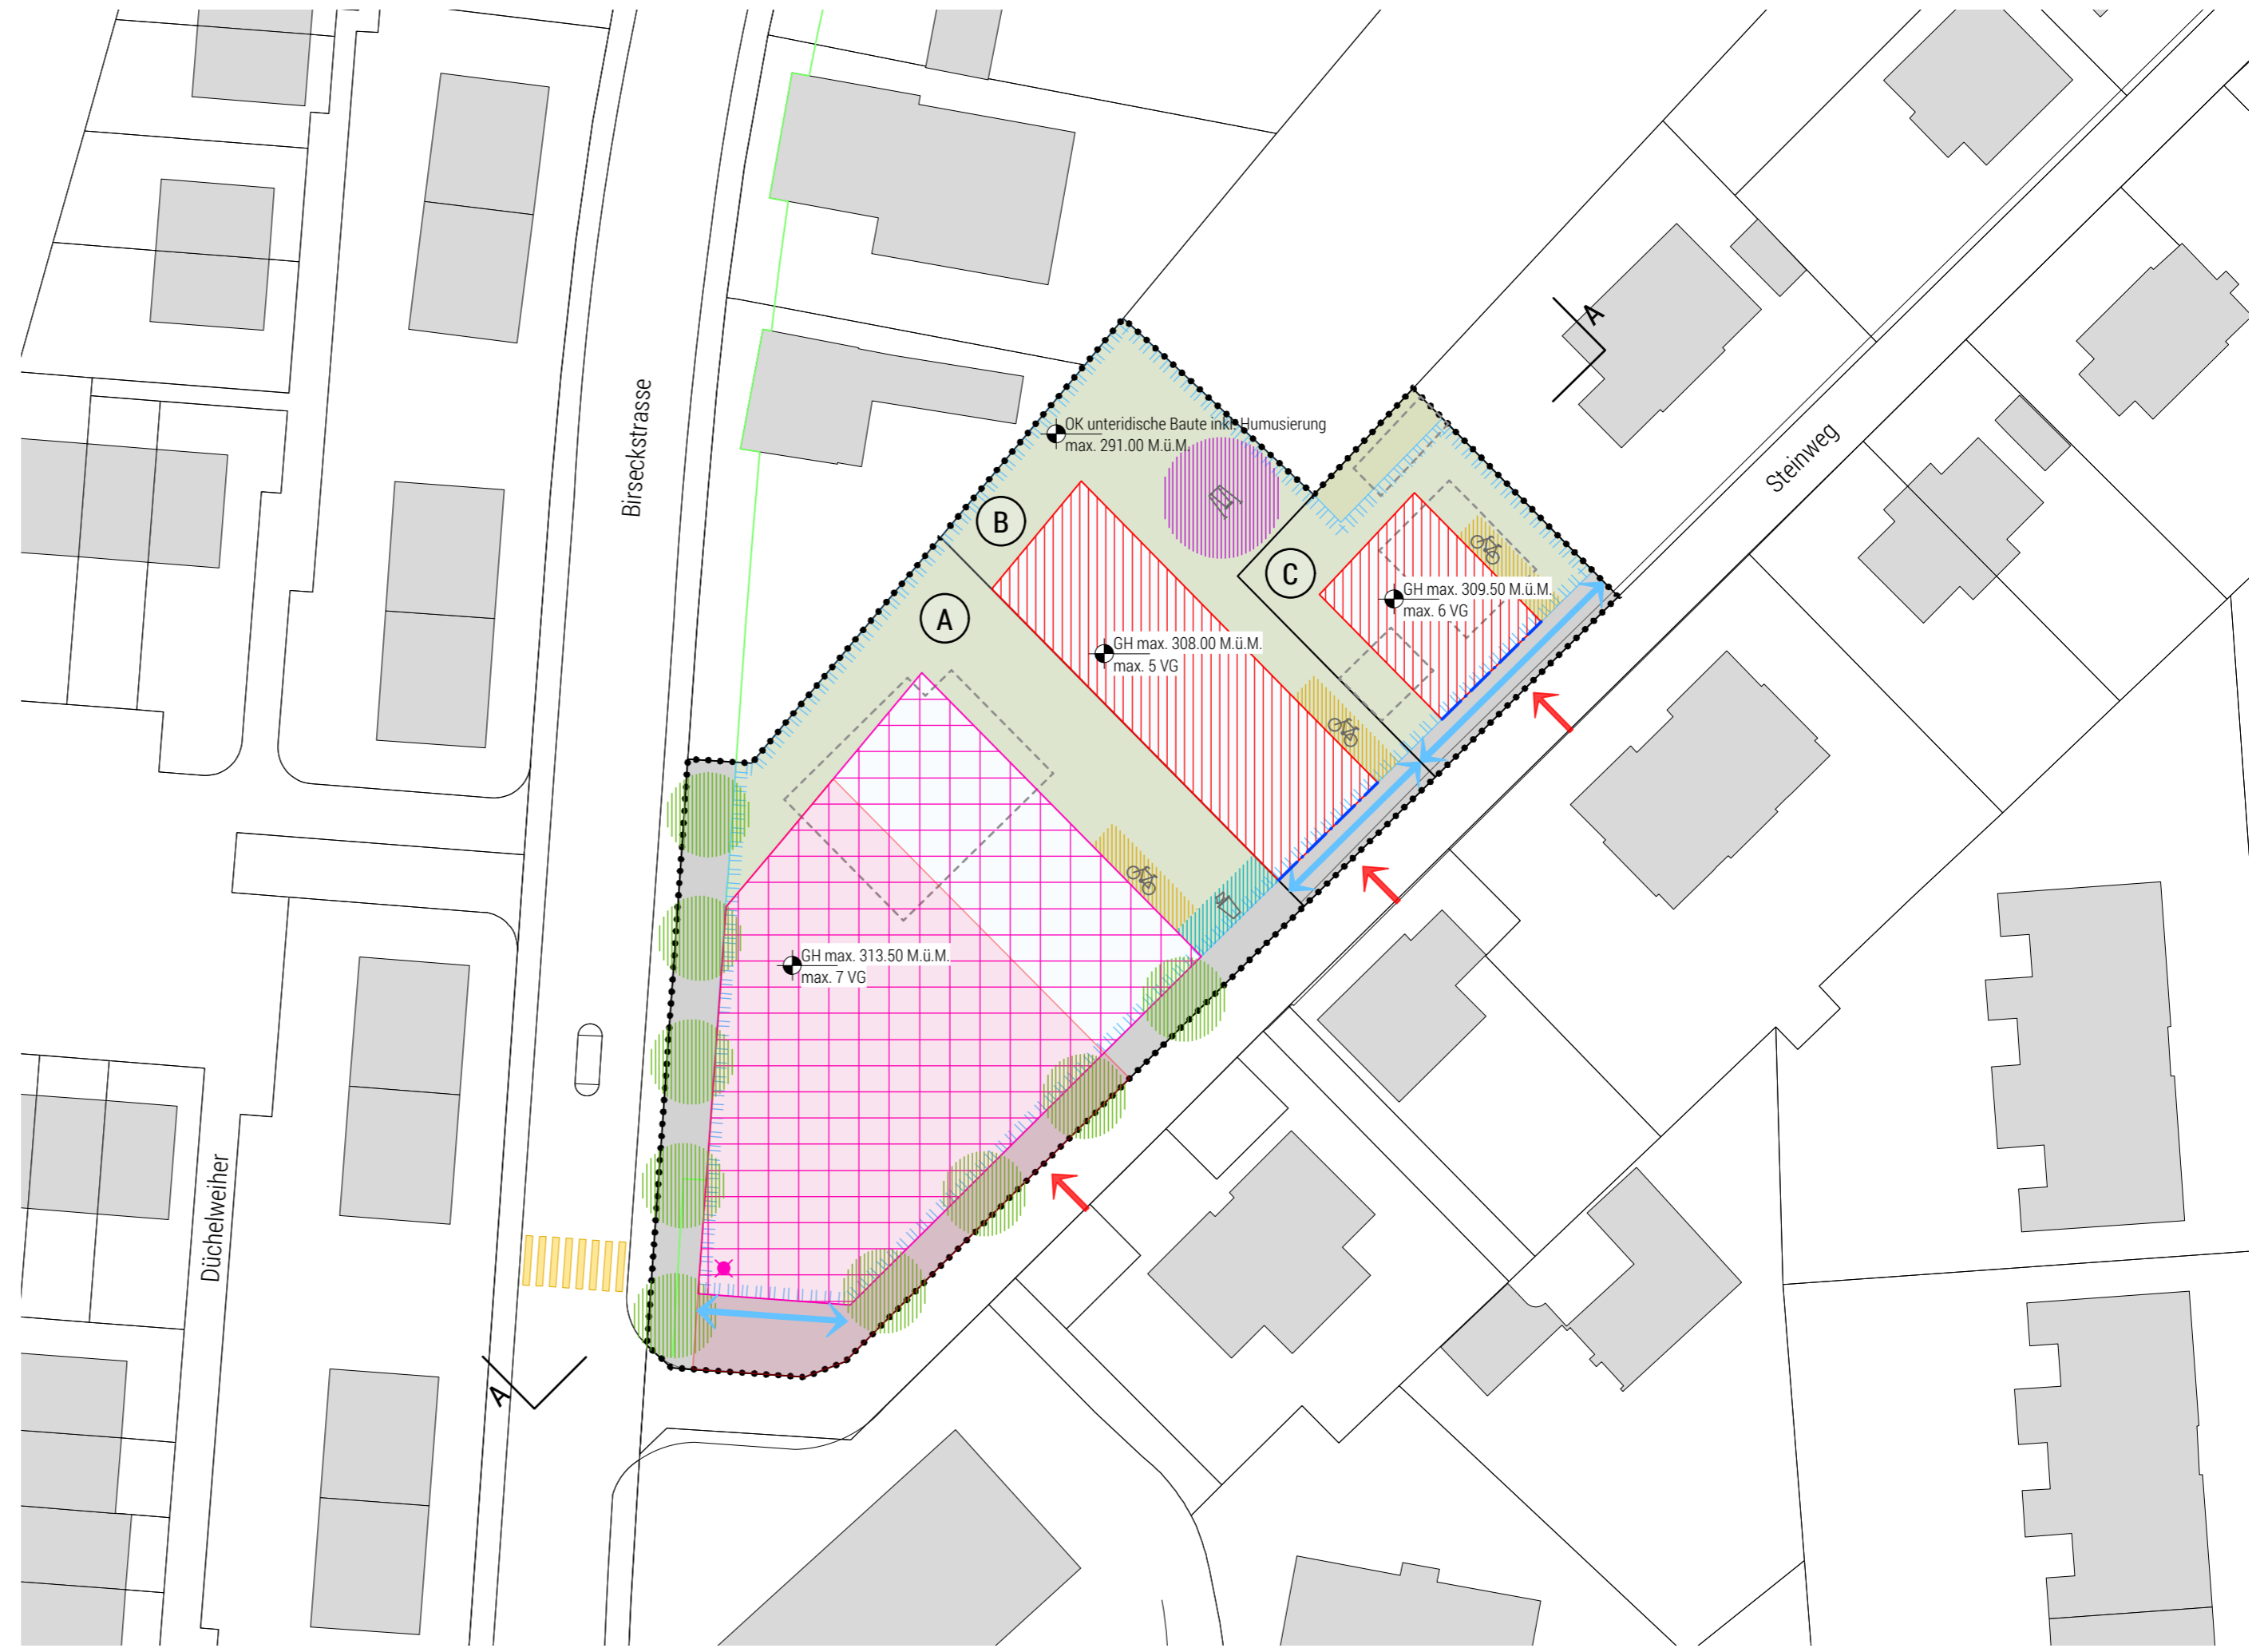 A
Steinweg
Birseckstrasse
OK unteridische Baute inkl. Humusierung
max. 291.00 M.ü.M.
B
C
GH max. 309.50 M.ü.M.
max. 6 VG
A
GH max. 308.00 M.ü.M.
max. 5 VG
GH max. 313.50 M.ü.M.
max. 7 VG
Düchelweiher
A